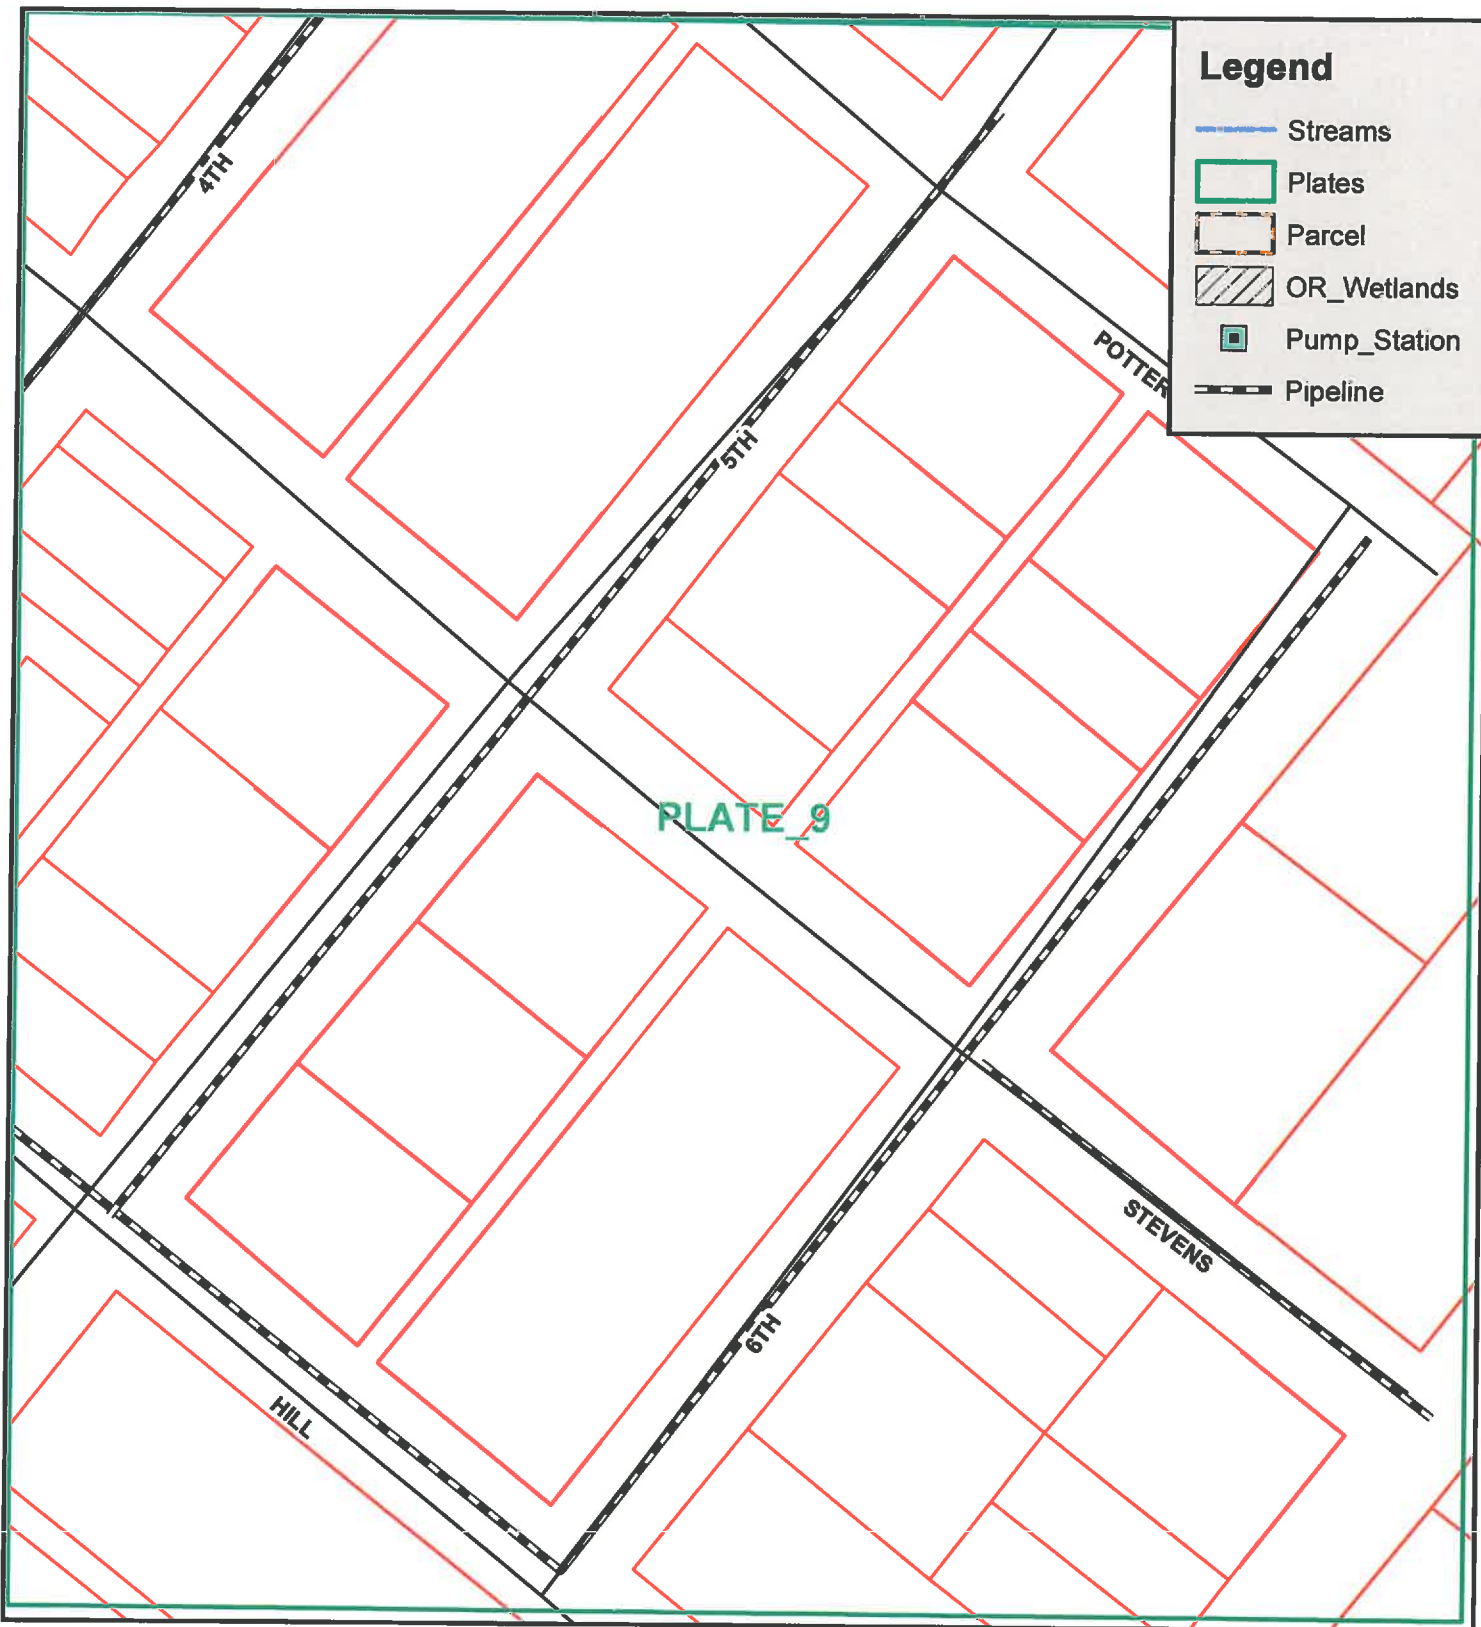 Legend
Streams
Plates
Parcel
OR_Wetlands
Pump_Station
Pipeline
4TH
5TH
POTTER
PLATE_9
STEVENS
6TH
HILL